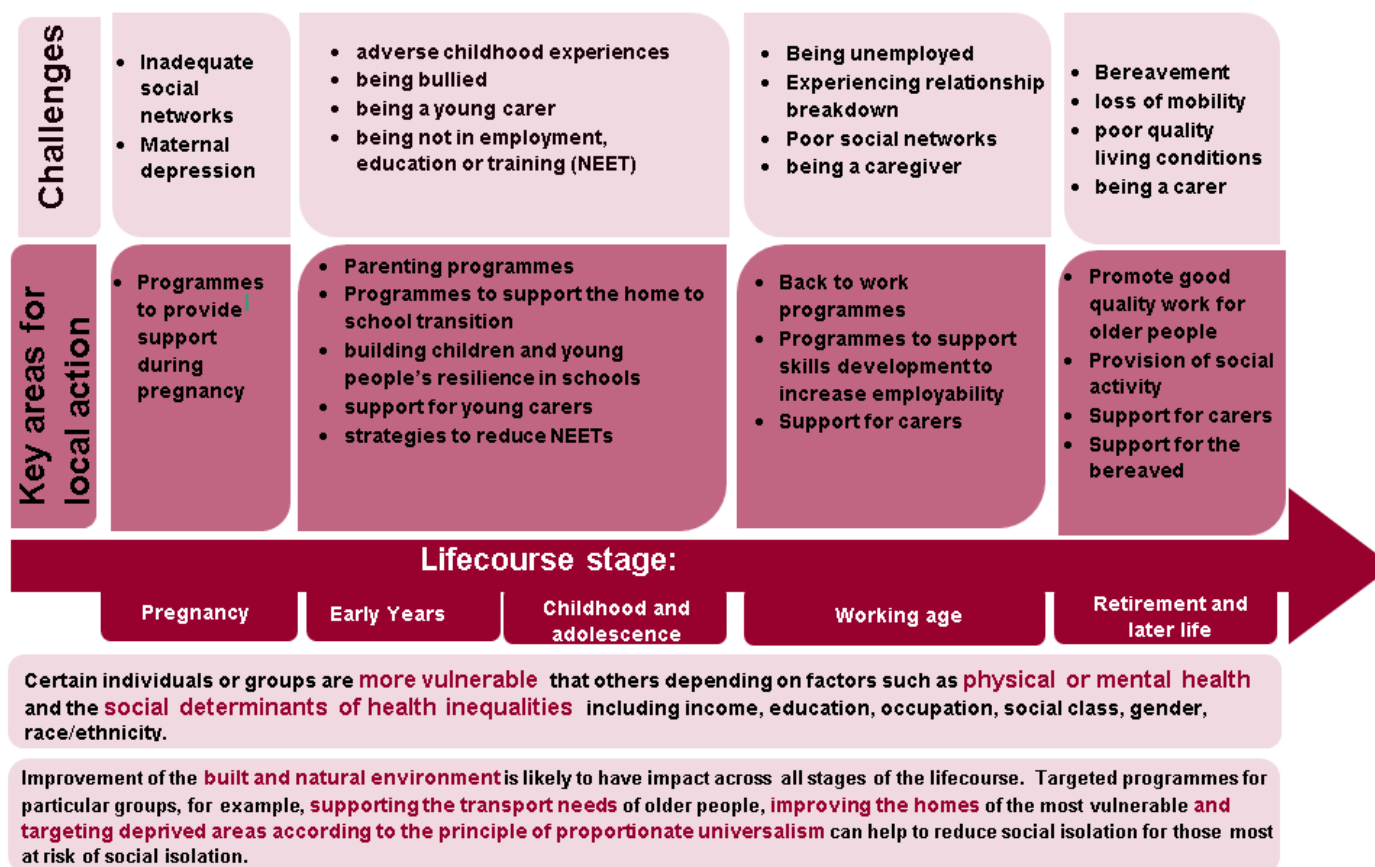 Challenges
• Inadequate
social
networks
• Maternal
depression
• adverse childhood experiences
• being bullied
• being a young carer
• being not in employment,
education or training (NEET)
• Being unemployed
• Experiencing relationship
breakdown
• Poor social networks
• being a caregiver
• Bereavement
• loss of mobility
• poor quality
living conditions
• being a carer
Key areas for
local action
• Programmes
to provide
support
during
pregnancy
• Parenting programmes
• Programmes to support the home to
school transition
• building children and young
people's resilience in schools
• support for young carers
• strategies to reduce NEETs
• Back to work
programmes
• Programmes to support
skills development to
increase employability
• Support for carers
• Promote good
quality work for
older people
• Provision of social
activity
• Support for carers
• Support for the
bereaved
Lifecourse stage:
Pregnancy
Early Years
Childhood and
adolescence
Working age
Retirement and
later life
Certain individuals or groups are more vulnerable that others depending on factors such as physical or mental health
and the social determinants of health inequalities including income, education, occupation, social class, gender,
race/ethnicity.
Improvement of the built and natural environment is likely to have impact across all stages of the lifecourse. Targeted programmes for
particular groups, for example, supporting the transport needs of older people, improving the homes of the most vulnerable and
targeting deprived areas according to the principle of proportionate universalism can help to reduce social isolation for those most
at risk of social isolation.